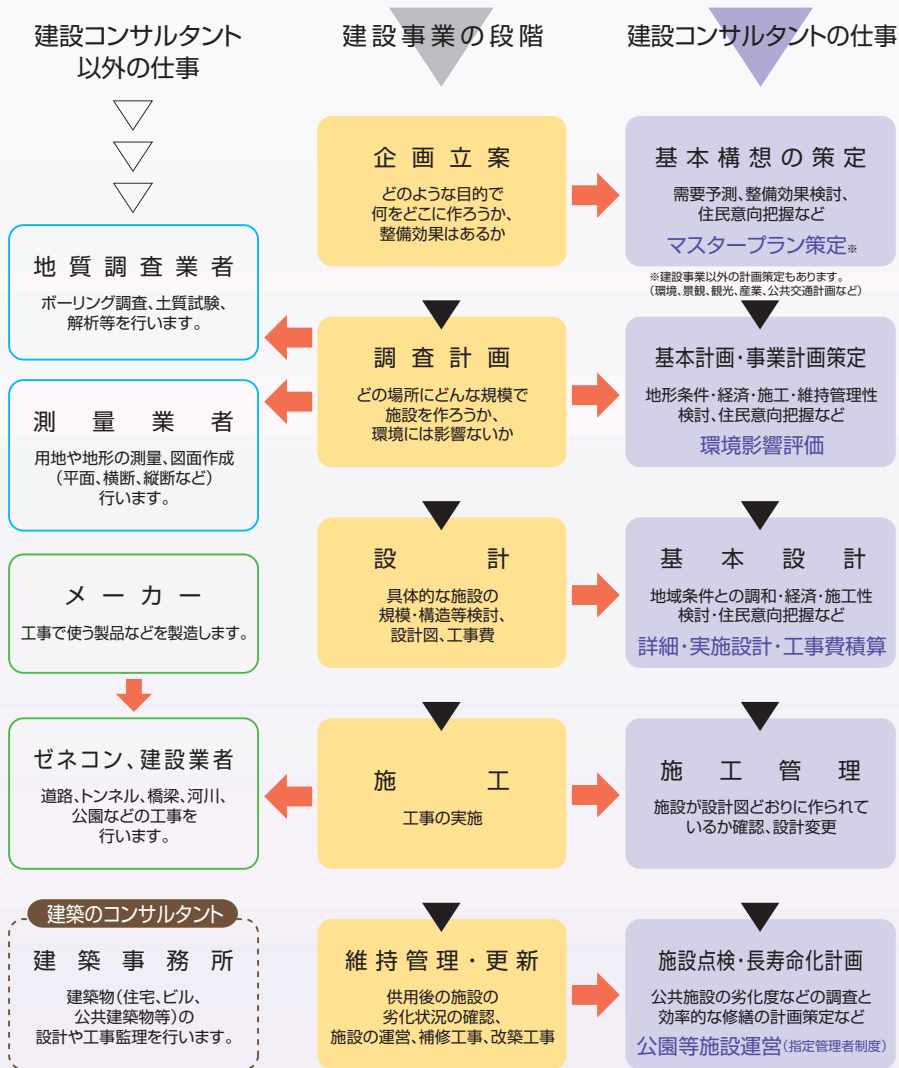 建設コンサルタント
以外の仕事
建設事業の段階
建設コンサルタントの仕事
企画立案
どのような目的で
何をどこに作ろうか、
整備効果はあるか
基本構想の策定
需要予測、整備効果検討、
住民意向把握など
マスタープラン策定※
※建設事業以外の計画策定もあります。
(環境、景観、観光、産業、公共交通計画など)
地質調査業者
ボーリング調査、土質試験、
解析等を行います。
調査計画
どの場所にどんな規模で
施設を作ろうか、
環境には影響ないか
基本計画・事業計画策定
地形条件・経済・施工・維持管理性
検討、住民意向把握など
環境影響評価
測量業者
用地や地形の測量、図面作成
(平面、横断、縦断など)
行います。
設計
具体的な施設の
規模・構造等検討、
設計図、工事費
基本設計
地域条件との調和・経済・施工性
検討・住民意向把握など
詳細・実施設計・工事費積算
メーカー
工事で使う製品などを製造します。
ゼネコン、建設業者
道路、トンネル、橋梁、河川、
公園などの工事を
行います。
施工
工事の実施
施工管理
施設が設計図どおりに作られて
いるか確認、設計変更
建築のコンサルタント
建築事務所
建築物(住宅、ビル、
公共建築物等)の
設計や工事監理を行います。
維持管理・更新
供用後の施設の
劣化状況の確認、
施設の運営、補修工事、改築工事
施設点検・長寿命化計画
公共施設の劣化度などの調査と
効率的な修繕の計画策定など
公園等施設運営(指定管理者制度)